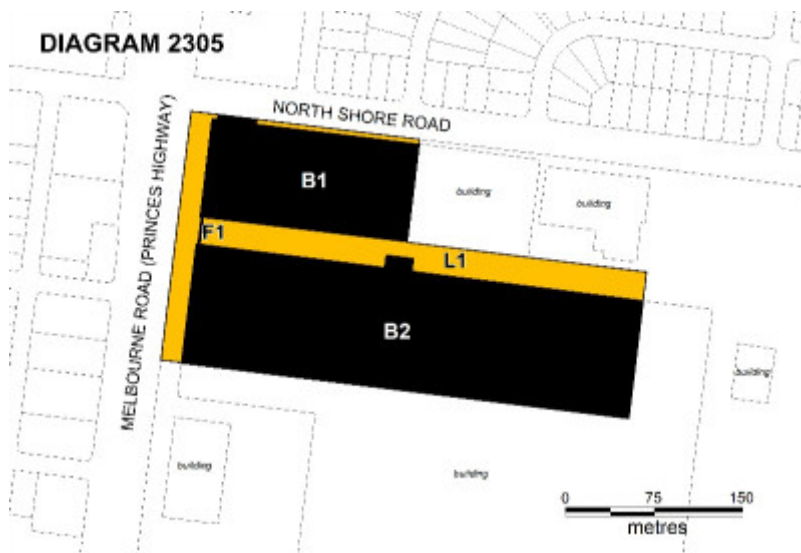 DIAGRAM 2305
NORTH SHORE ROAD
MELBOURNE ROAD (PRINCES HIGHWAY)
B1
building
building
F1
L1
B2
building
building
building
0 75 150
metres